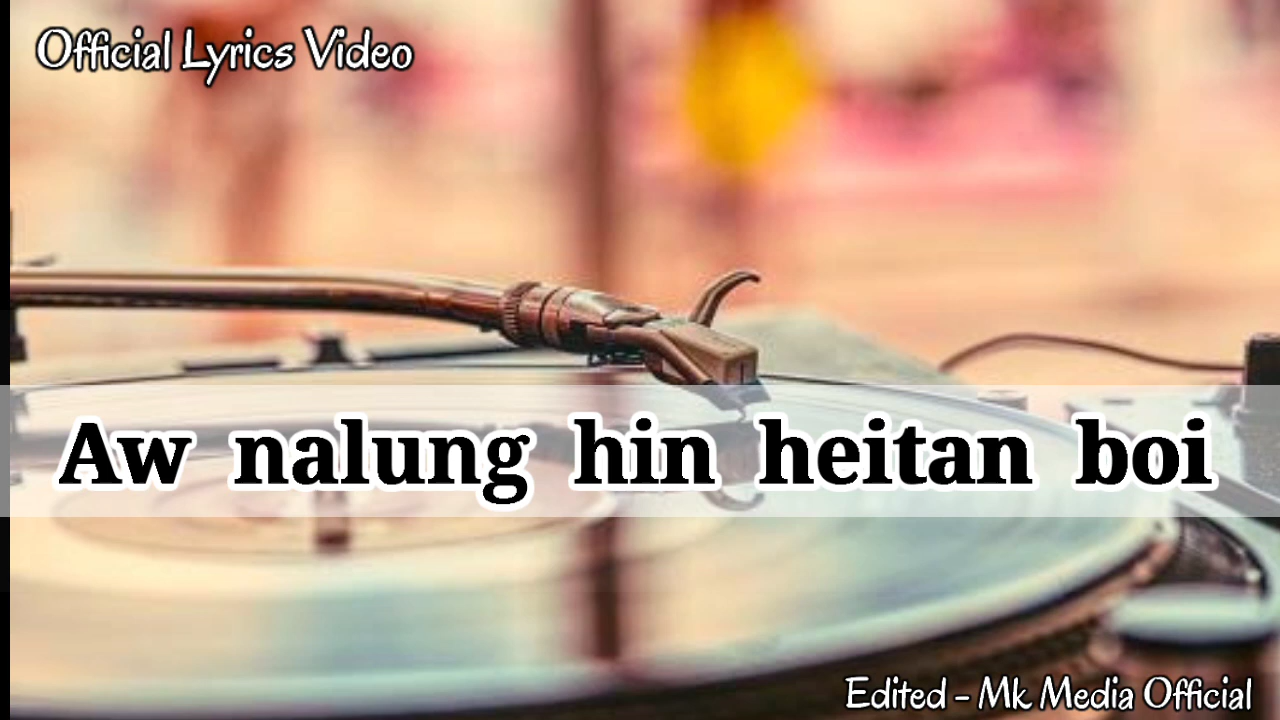 Official Lyrics Video
Aw nalung hin heitan boi
Edited - Mk Media Official